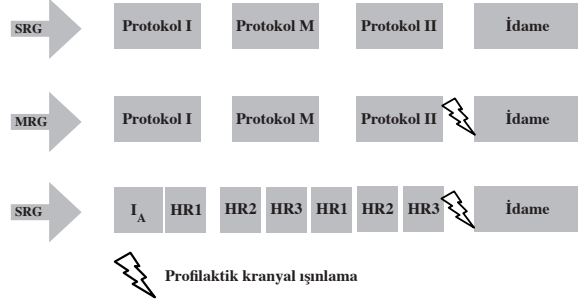 SRG Protokol I Protokol M Protokol II İdame
MRG Protokol I Protokol M Protokol II İdame
SRG I_A HR1 HR2 HR3 HR1 HR2 HR3 İdame
Profilaktik kranyal ışınlama